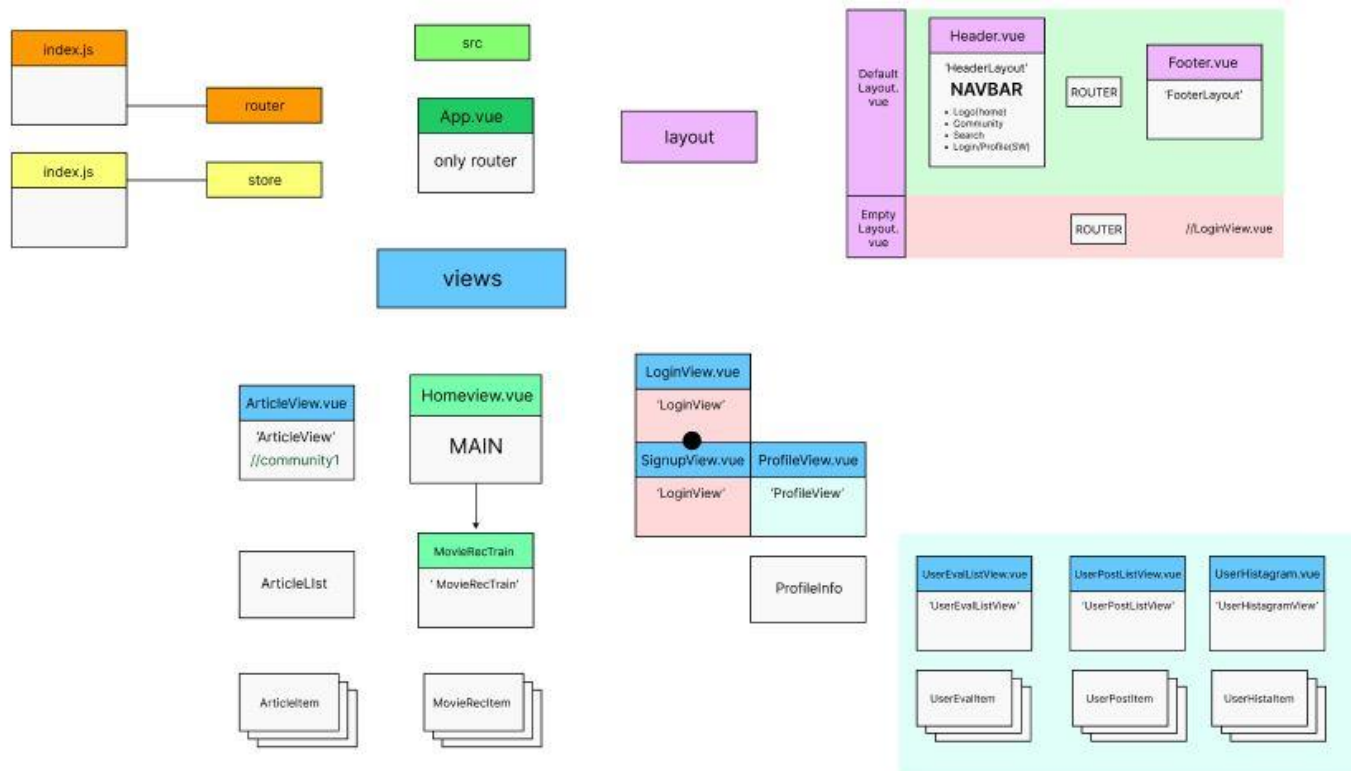 index.js
router
index.js
store
src
App.vue
only router
layout
Default
Layout.
vue
Header.vue
'HeaderLayout'
NAVBAR
• Logo(home)
• Community
• Search
• Login/Profile(SW)
ROUTER
Footer.vue
'FooterLayout'
Empty
Layout.
vue
ROUTER
//LoginView.vue
views
ArticleView.vue
'ArticleView'
//community1
Homeview.vue
MAIN
LoginView.vue
'LoginView'
SignupView.vue
'LoginView'
ProfileView.vue
'ProfileView'
ArticleLIst
MovieRecTrain
' MovieRecTrain'
ProfileInfo
UserEvalListView.vue
'UserEvalListView'
UserPostListView.vue
'UserPostListView'
UserHistagram.vue
'UserHistagramView'
ArticleItem
MovieRecItem
UserEvalItem
UserPostItem
UserHistaItem